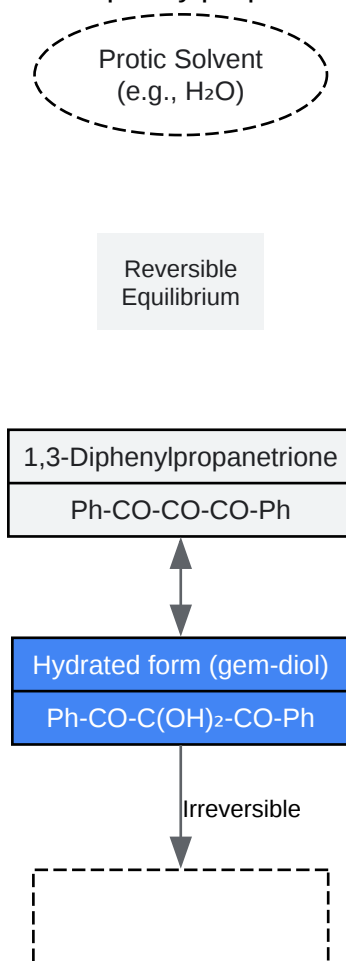 Protic Solvent
(e.g., H₂O)
Reversible
Equilibrium
1,3-Diphenylpropanetrione
Ph-CO-CO-CO-Ph
Hydrated form (gem-diol)
Ph-CO-C(OH)₂-CO-Ph
Irreversible